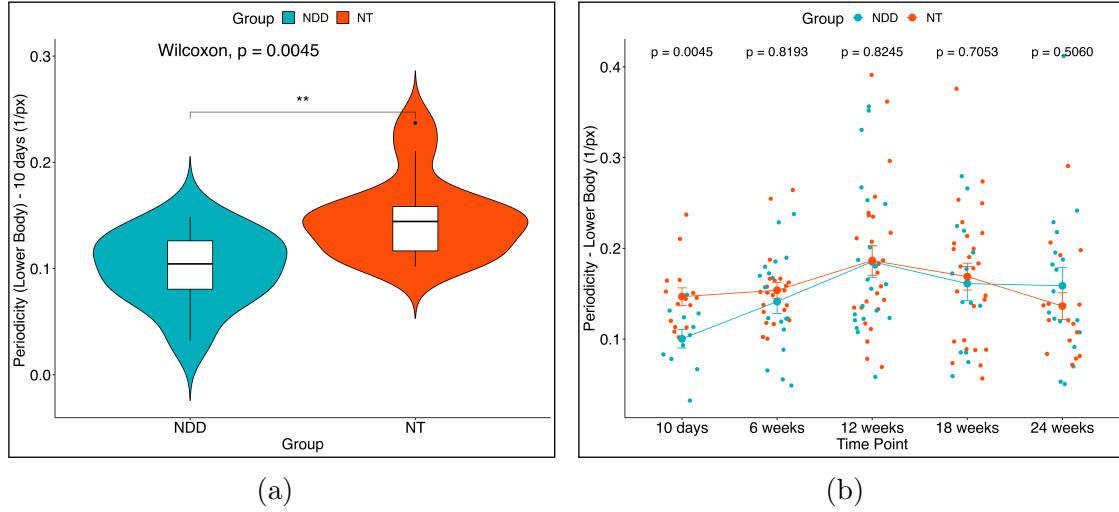 Group NDD NT
Wilcoxon, p = 0.0045
**
Periodicity (Lower Body) - 10 days (1/px)
0.3
0.2
0.1
0.0
NDD NT
Group
(a)
Group NDD NT
p = 0.0045 p = 0.8193 p = 0.8245 p = 0.7053 p = 0.5060
Periodicity - Lower Body (1/px)
0.4
0.3
0.2
0.1
10 days 6 weeks 12 weeks 18 weeks 24 weeks
Time Point
(b)